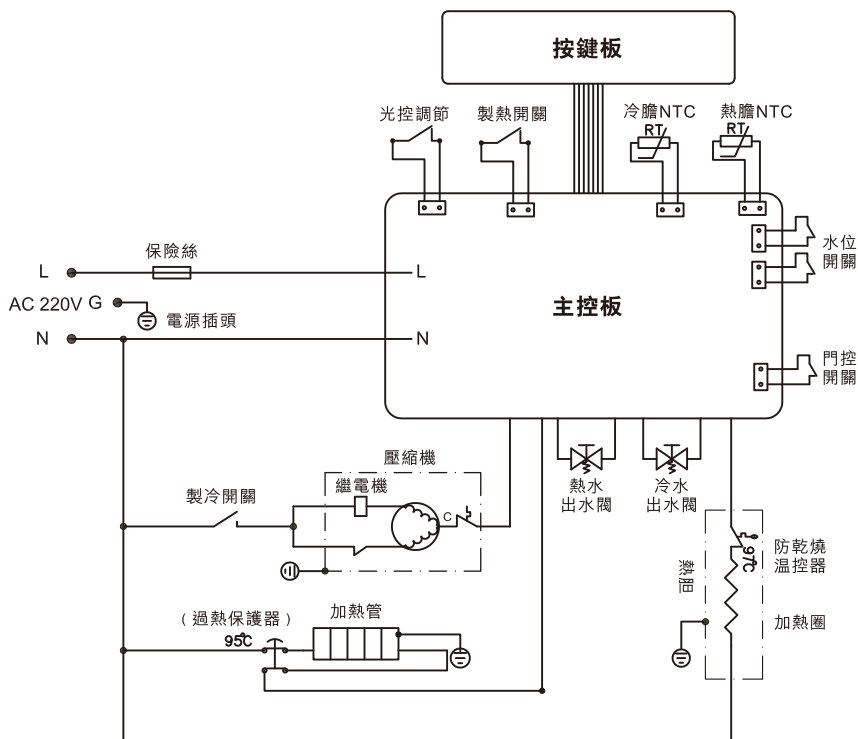 按鍵板
光控調節
製熱開關
冷膽NTC
熱膽NTC
RT
RT
水位
開關
保險絲
L
L
AC 220V G
主控板
電源插頭
N
N
門控
開關
壓縮機
繼電機
製冷開關
C
熱水
出水閥
冷水
出水閥
防乾燒
溫控器
97℃
熱胆
加熱圈
(過熱保護器)
95℃
加熱管